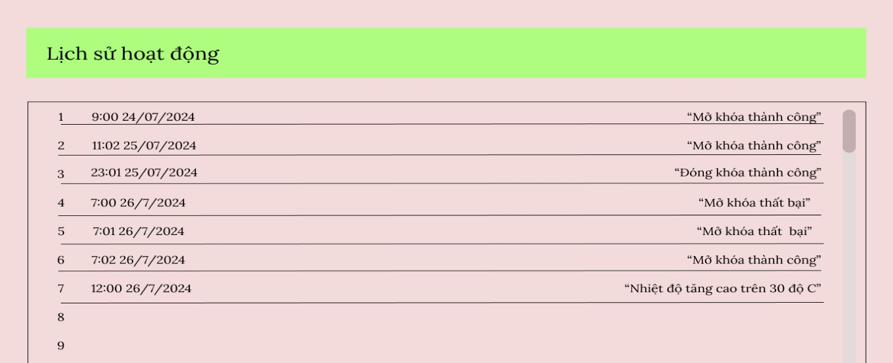 Lịch sử hoạt động
1 9:00 24/07/2024 “Mở khóa thành công”
2 11:02 25/07/2024 “Mở khóa thành công”
3 23:01 25/07/2024 “Đóng khóa thành công”
4 7:00 26/7/2024 “Mở khóa thất bại”
5 7:01 26/7/2024 “Mở khóa thất bại”
6 7:02 26/7/2024 “Mở khóa thành công”
7 12:00 26/7/2024 “Nhiệt độ tăng cao trên 30 độ C”
8
9